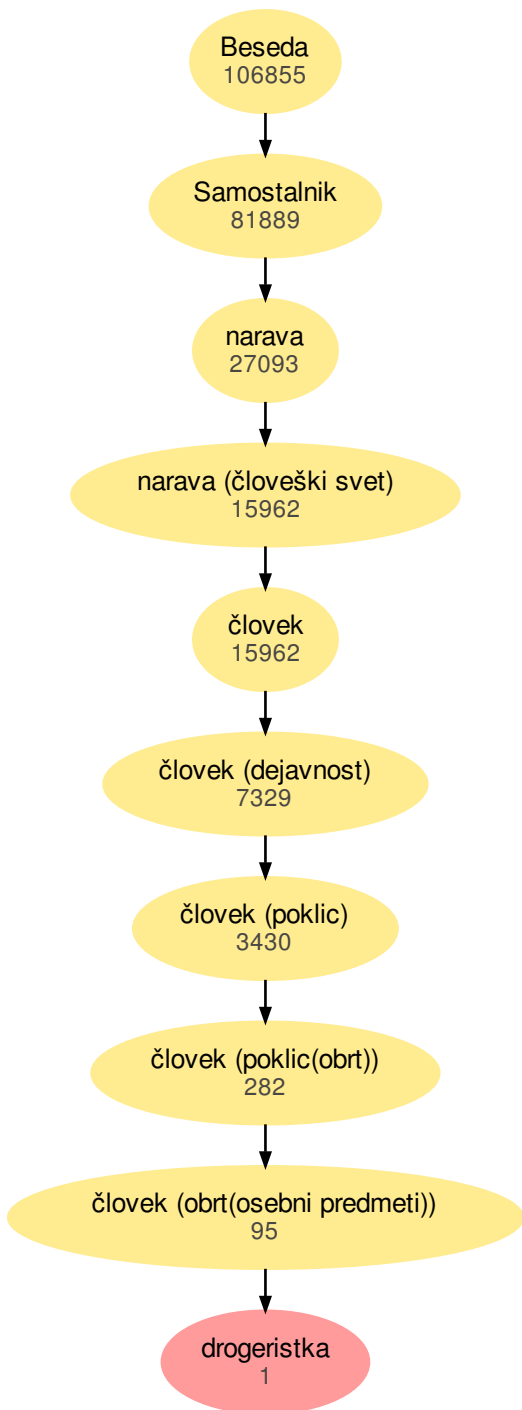 Beseda
106855
Samostalnik
81889
narava
27093
narava (človeški svet)
15962
človek
15962
človek (dejavnost)
7329
človek (poklic)
3430
človek (poklic(obrt))
282
človek (obrt(osebni predmeti))
95
drogeristka
1